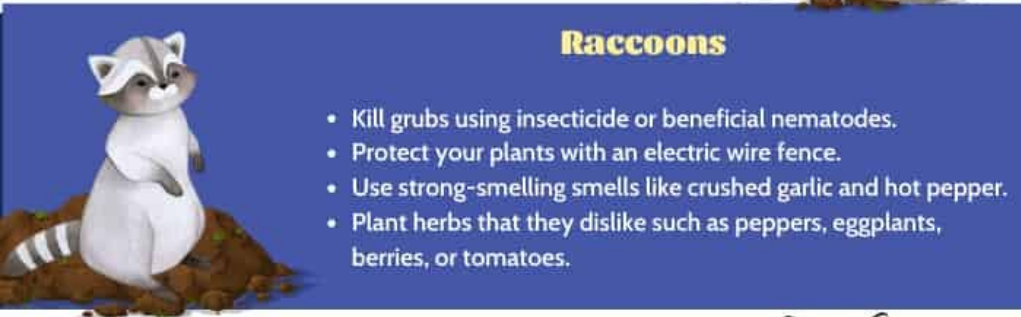 Raccoons
• Kill grubs using insecticide or beneficial nematodes.
• Protect your plants with an electric wire fence.
• Use strong-smelling smells like crushed garlic and hot pepper.
• Plant herbs that they dislike such as peppers, eggplants,
berries, or tomatoes.